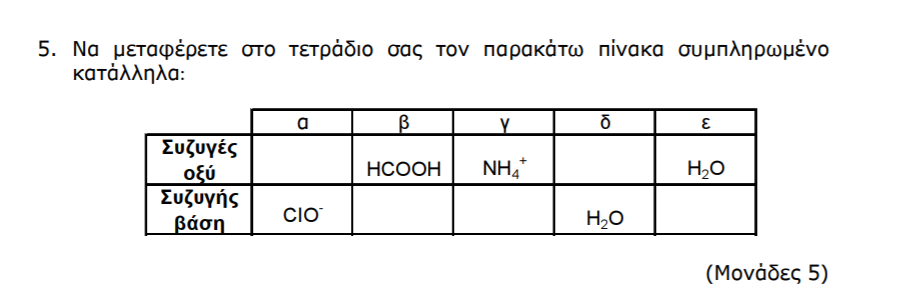 5. Να μεταφέρετε στο τετράδιο σας τον παρακάτω πίνακα συμπληρωμένο
κατάλληλα:
α β γ δ ε
Συζυγές
οξύ HCOOH NH₄⁺ H₂O
Συζυγής
βάση ClO⁻ H₂O
(Μονάδες 5)